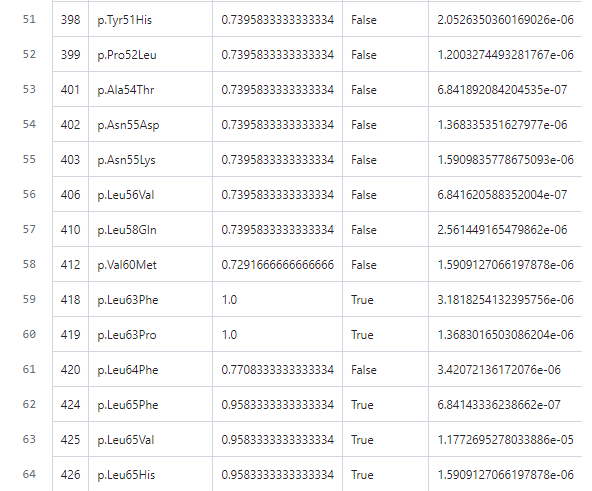 51 398 p.Tyr51His 0.7395833333333334 False 2.0526350360169026e-06
52 399 p.Pro52Leu 0.7395833333333334 False 1.2003274493281767e-06
53 401 p.Ala54Thr 0.7395833333333334 False 6.841892084204535e-07
54 402 p.Asn55Asp 0.7395833333333334 False 1.368335351627977e-06
55 403 p.Asn55Lys 0.7395833333333334 False 1.5909835778675093e-06
56 406 p.Leu56Val 0.7395833333333334 False 6.841620588352004e-07
57 410 p.Leu58Gln 0.7395833333333334 False 2.561449165479862e-06
58 412 p.Val60Met 0.7291666666666666 False 1.5909127066197878e-06
59 418 p.Leu63Phe 1.0 True 3.1818254132395756e-06
60 419 p.Leu63Pro 1.0 True 1.3683016503086204e-06
61 420 p.Leu64Phe 0.7708333333333334 False 3.42072136172076e-06
62 424 p.Leu65Phe 0.9583333333333334 True 6.84143336238662e-07
63 425 p.Leu65Val 0.9583333333333334 True 1.1772695278033886e-05
64 426 p.Leu65His 0.9583333333333334 True 1.5909127066197878e-06